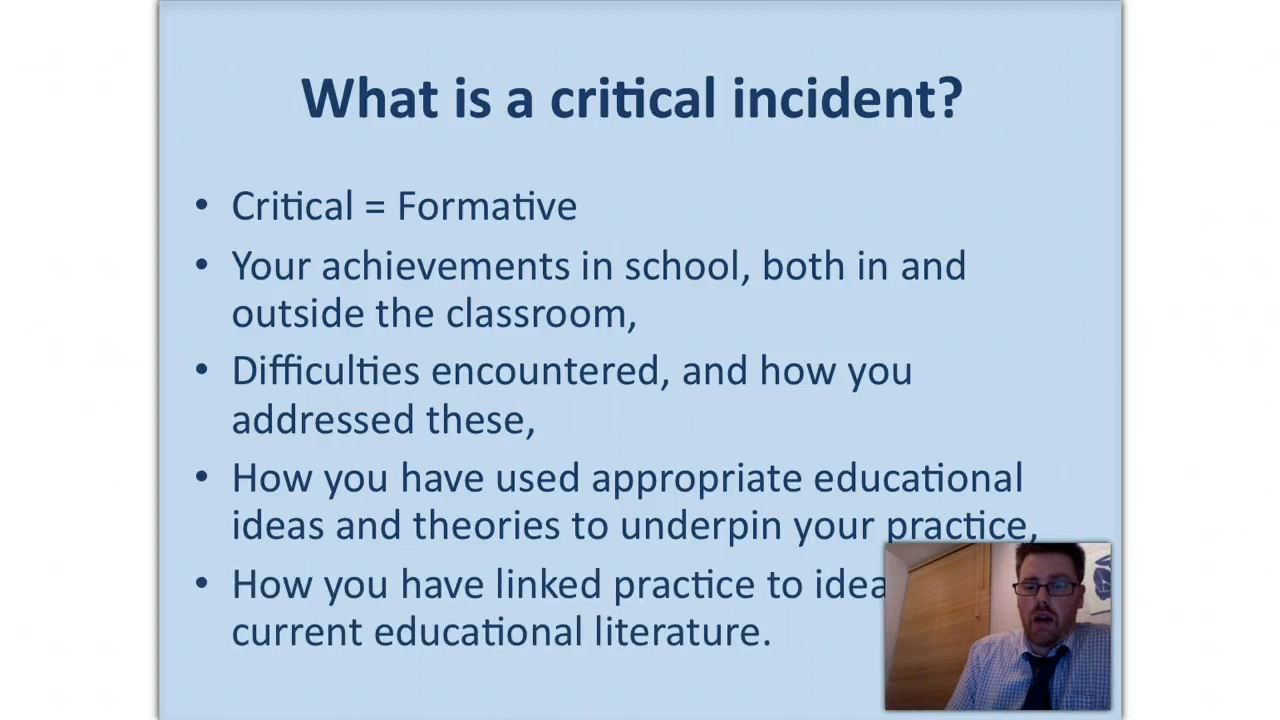 What is a critical incident?
• Critical = Formative
• Your achievements in school, both in and
outside the classroom,
• Difficulties encountered, and how you
addressed these,
• How you have used appropriate educational
ideas and theories to underpin your practice,
• How you have linked practice to
current educational literature.